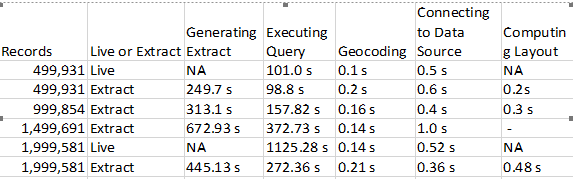 Records Live or Extract Generating Extract Executing Query Geocoding Connecting to Data Source Computin g Layout
499,931 Live NA 101.0 s 0.1 s 0.5 s NA
499,931 Extract 249.7 s 98.8 s 0.2 s 0.6 s 0.2s
999,854 Extract 313.1 s 157.82 s 0.16 s 0.4 s 0.3 s
1,499,691 Extract 672.93 s 372.73 s 0.14 s 1.0 s -
1,999,581 Live NA 1125.28 s 0.14 s 0.52 s NA
1,999,581 Extract 445.13 s 272.36 s 0.21 s 0.36 s 0.48 s